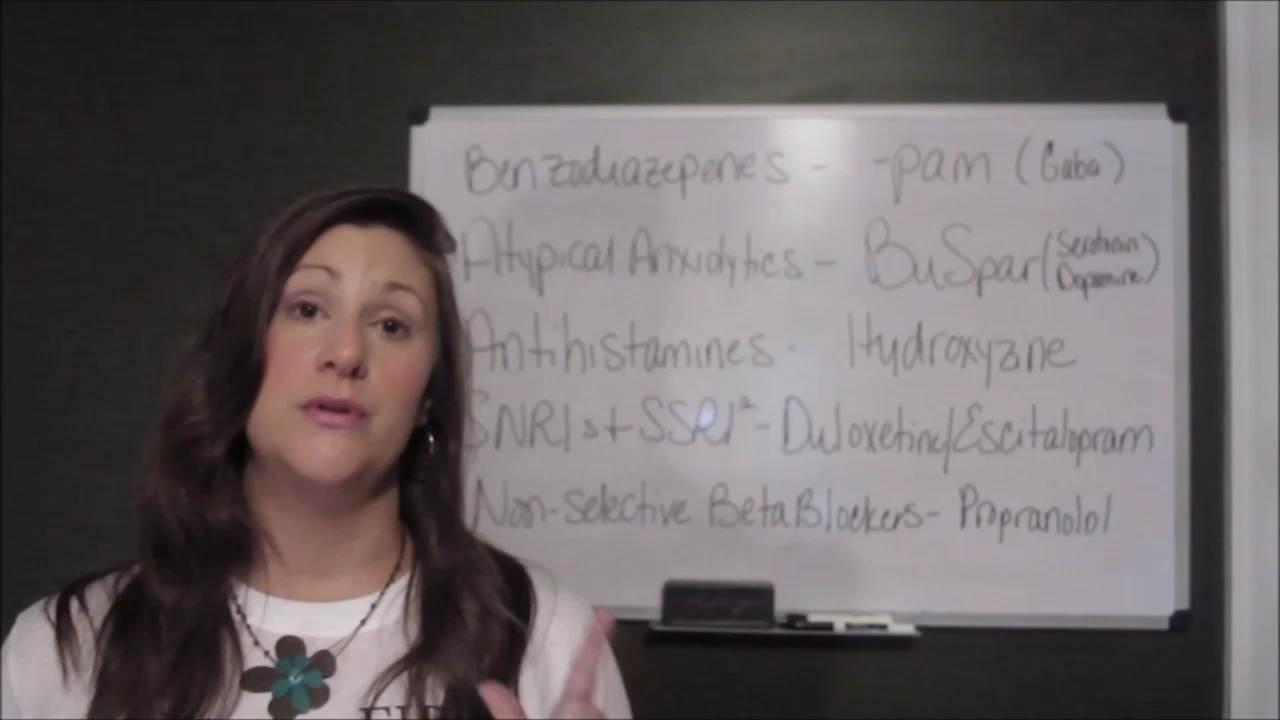 Benzodiazepenes - -pam (Gaba)
Atypical Anxiolytics - BuSpar (Serotonin Dopamine)
Antihistamines - Hydroxyzine
SNRIs + SSRIs - Duloxetine/Escitalopram
Non-selective Beta Blockers - Propranolol